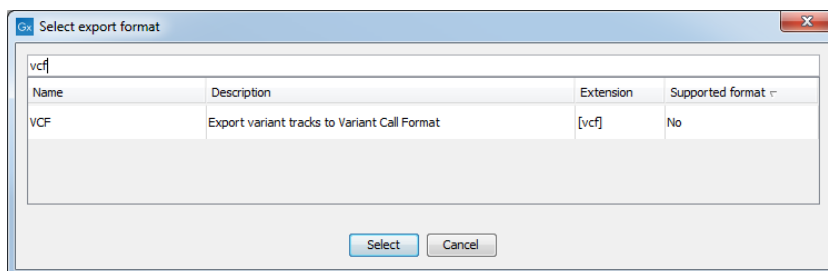 Gx Select export format
vcf
Name Description Extension Supported format
VCF Export variant tracks to Variant Call Format [vcf] No
Select Cancel